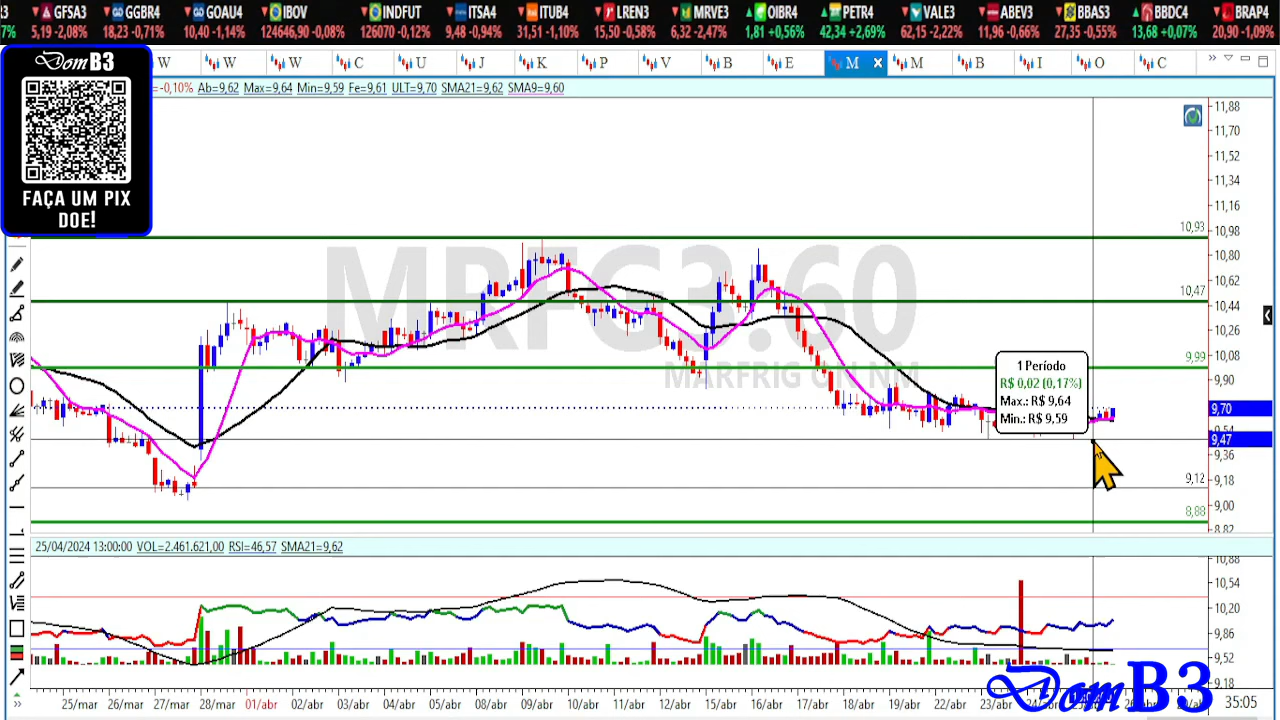 GFSA3 GGBR4 GOAU4 IBOV INDFUT ITSA4 ITUB4 LREN3 MRVE3 OIBR4 PETR4 VALE3 ABEV3 BBAS3 BBDC4 BRAP4
7% 5,19 -2,08% 18,23 -0,71% 10,40 -1,14% 124646,90 -0,08% 126070 -0,12% 9,48 -0,94% 31,51 -1,10% 15,50 -0,58% 6,32 -2,47% 1,81 +0,56% 42,34 +2,69% 62,15 -2,22% 11,96 -0,66% 27,35 -0,55% 13,68 +0,07% 20,90 -1,09%
DomB3
FAÇA UM PIX
DOE!
W W W C U J K P V B E M M B I O C
-0,10% Ab=9,62 Max=9,64 Min=9,59 Fe=9,61 ULT=9,70 SMA21=9,62 SMA9=9,60
MRFG3.60
MARFRIG ON NM
11,88
11,70
11,52
11,34
11,16
10,93 10,98
10,80
10,62
10,47 10,44
10,26
9,99 10,08
9,90
9,70
9,54
9,47
9,36
9,12 9,18
9,00
8,88
8,82
1 Período
R$ 0,02 (0,17%)
Max.: R$ 9,64
Min.: R$ 9,59
25/04/2024 13:00:00 VOL=2.461.621,00 RSI=46,57 SMA21=9,62
10,88
10,54
10,20
9,86
9,52
9,18
25/mar 26/mar 27/mar 28/mar 01/abr 02/abr 03/abr 04/abr 05/abr 08/abr 09/abr 10/abr 11/abr 12/abr 15/abr 16/abr 17/abr 18/abr 19/abr 22/abr 23/abr
DomB3
35:05